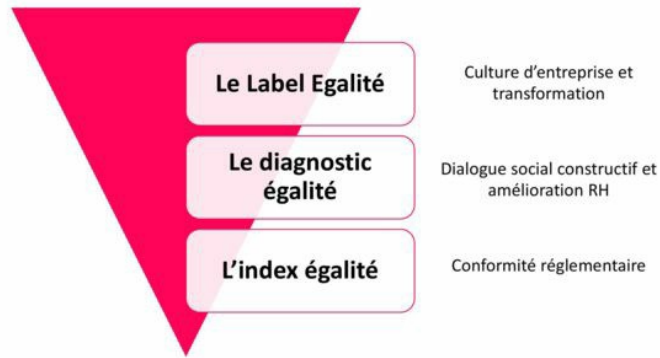 Le Label Egalité
Culture d'entreprise et
transformation
Le diagnostic
égalité
Dialogue social constructif et
amélioration RH
L'index égalité
Conformité réglementaire